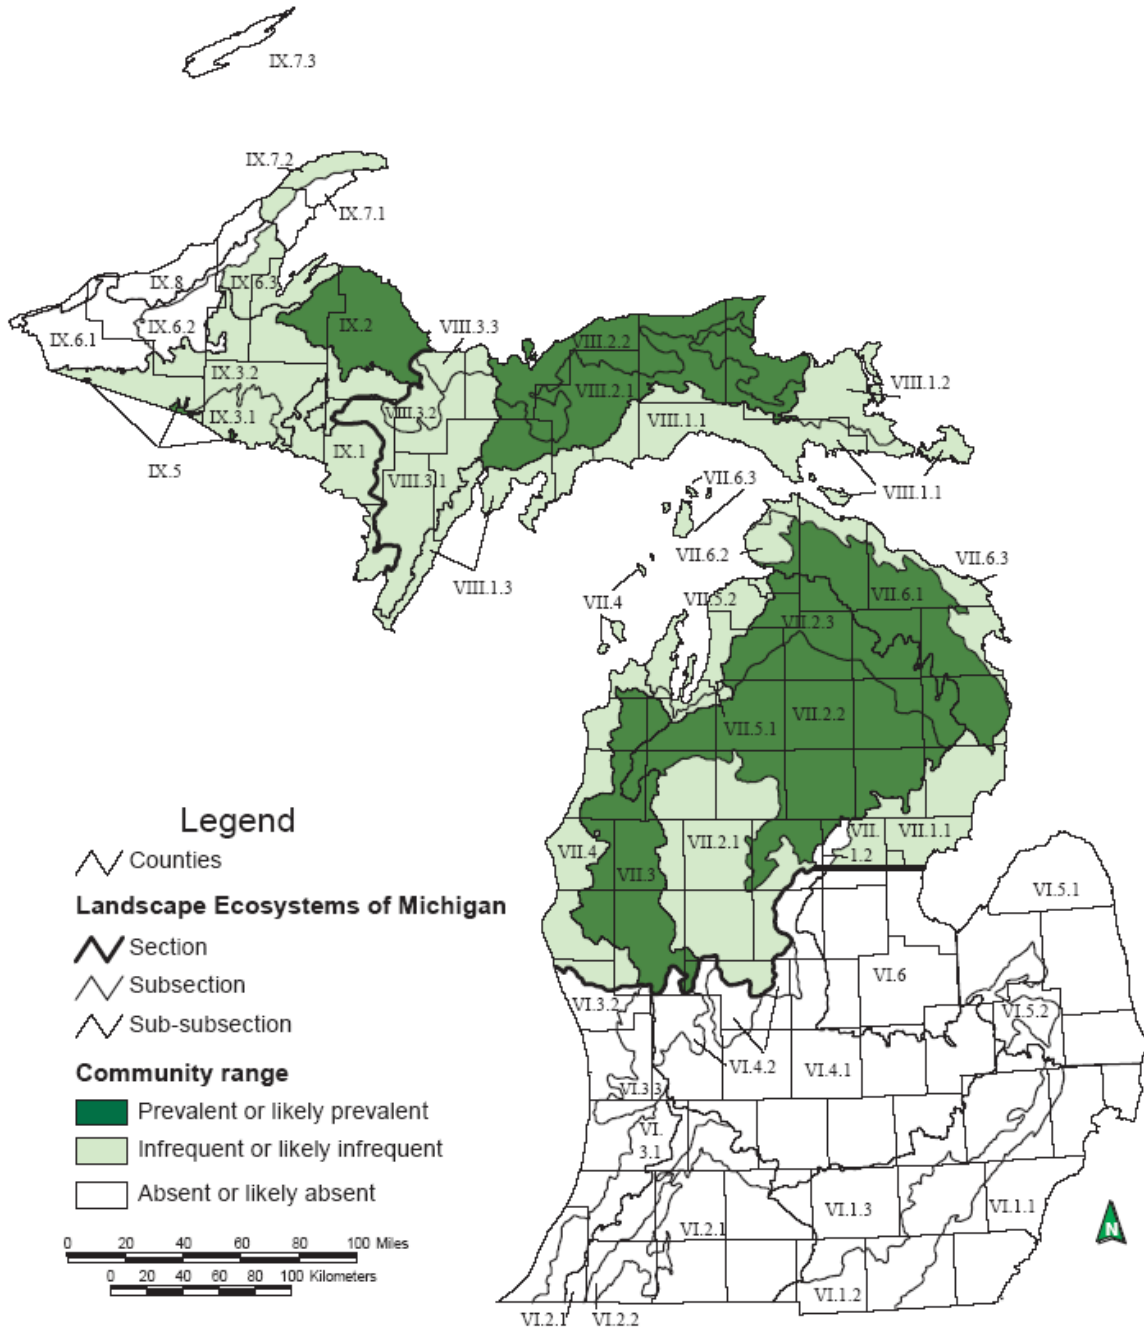 IX.7.3
IX.7.2
IX.7.1
IX.8
IX.6.3
IX.6.1
IX.6.2
IX.2
VIII.3.3
VIII.2.2
IX.3.2
VIII.2.1
VIII.1.2
IX.3.1
VIII.3.2
VIII.1.1
IX.1
IX.5
VIII.3.1
VII.6.3
VIII.1.1
VII.6.2
VII.6.3
VIII.1.3
VII.4
VII.5.2
VII.6.1
VII.2.3
VII.5.1
VII.2.2
VII.4
VII.2.1
VII.
1.2
VII.1.1
VII.3
VI.5.1
VI.6
VI.3.2
VI.5.2
VI.4.2
VI.4.1
VI.3.3
VI.
3.1
VI.2.1
VI.1.3
VI.1.1
VI.1.2
VI.2.1
VI.2.2
Legend
Counties
Landscape Ecosystems of Michigan
Section
Subsection
Sub-subsection
Community range
Prevalent or likely prevalent
Infrequent or likely infrequent
Absent or likely absent
0 20 40 60 80 100 Miles
0 20 40 60 80 100 Kilometers
N